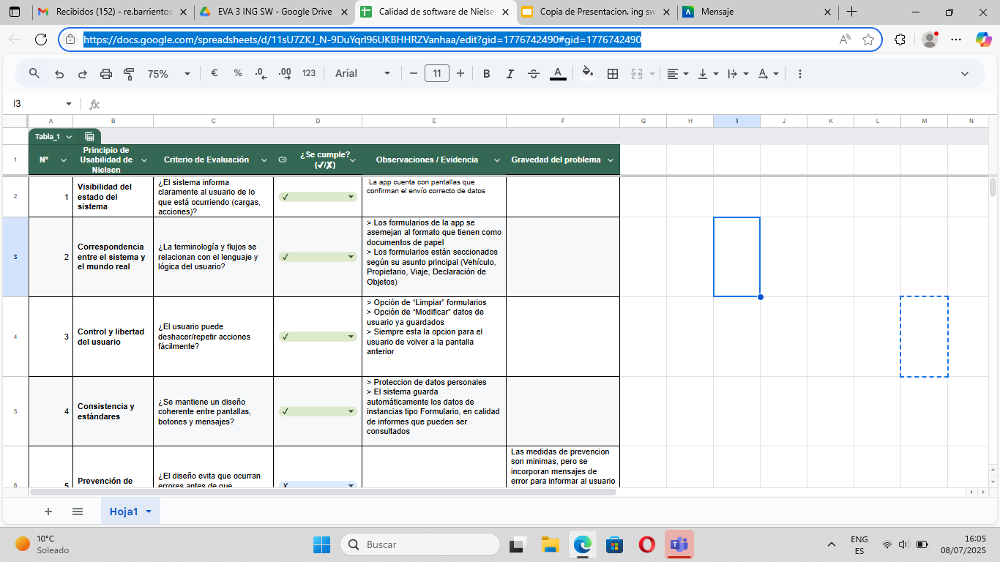 Recibidos (152) - re.barrientos
EVA 3 ING SW - Google Drive
Calidad de software de Nielse
Copia de Presentacion. ing sw
Mensaje
https://docs.google.com/spreadsheets/d/11sU7ZKJ_N-9DuYqrI96UKBHHRZVanhaa/edit?gid=1776742490#gid=1776742490
75%
€
%
.0
.00
123
Arial
11
B
I
A
I3
fx
A B C D E F G H I J K L M N
Tabla_1
1
Nº
Principio de
Usabilidad de
Nielsen
Criterio de Evaluación
¿Se cumple?
(✓/✗)
Observaciones / Evidencia
Gravedad del problema
2
1
Visibilidad del
estado del
sistema
¿El sistema informa
claramente al usuario de lo
que está ocurriendo (cargas,
acciones)?
✓
La app cuenta con pantallas que
confirman el envío correcto de datos
3
2
Correspondencia
entre el sistema y
el mundo real
¿La terminología y flujos se
relacionan con el lenguaje y
lógica del usuario?
✓
> Los formularios de la app se
asemejan al formato que tienen como
documentos de papel
> Los formularios están seccionados
según su asunto principal (Vehículo,
Propietario, Viaje, Declaración de
Objetos)
4
3
Control y libertad
del usuario
¿El usuario puede
deshacer/repetir acciones
fácilmente?
✓
> Opción de “Limpiar” formularios
> Opción de “Modificar” datos de
usuario ya guardados
> Siempre esta la opcion para el
usuario de volver a la pantalla
anterior
5
4
Consistencia y
estándares
¿Se mantiene un diseño
coherente entre pantallas,
botones y mensajes?
✓
> Proteccion de datos personales
> El sistema guarda
automáticamente los datos de
instancias tipo Formulario, en calidad
de informes que pueden ser
consultados
6
5
Prevención de
¿El diseño evita que ocurran
errores antes de que
✗
Las medidas de prevencion
son minimas, pero se
incorporan mensajes de
error para informar al usuario
Hoja1
10°C
Soleado
Buscar
ENG
ES
16:05
08/07/2025